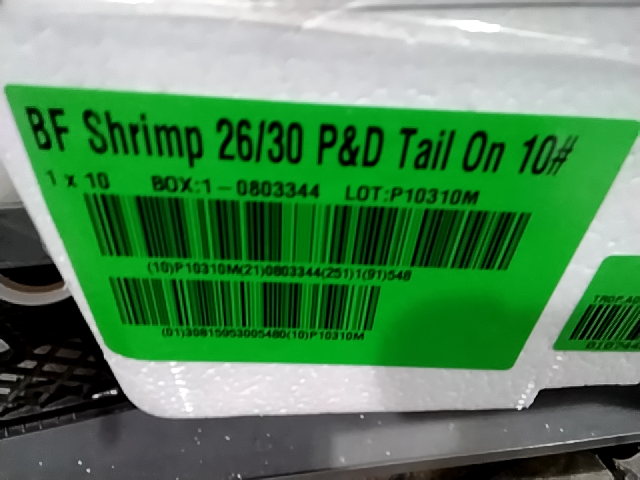 BF Shrimp 26/30 P&D Tail On 10#
1 x 10 BOX:1-0803344 LOT:P10310M
(10)P10310M(21)0803344(251)1(91)548
(01)30815953005480(10)P10310M